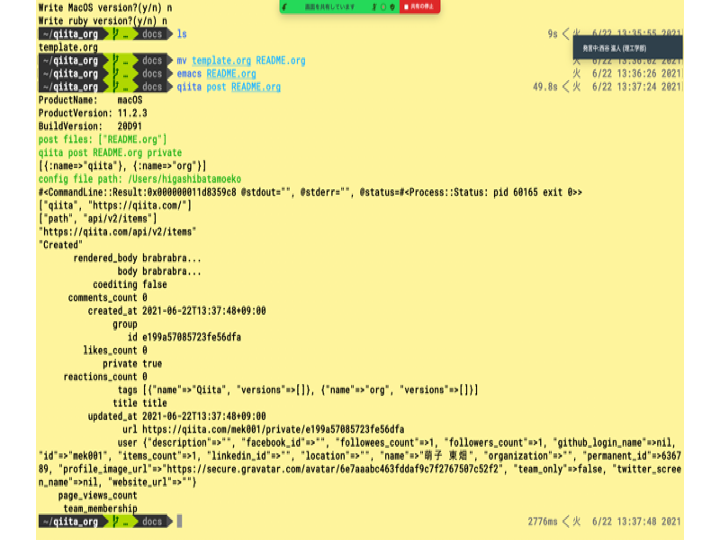 Write MacOS version?(y/n) n
画面を共有しています 共有の停止
Write ruby version?(y/n) n
~/qiita_org … docs ls 9s < 火 6/22 13:35:55 2021
template.org
発言中:西谷 滋人 (理工学部)
~/qiita_org … docs mv template.org README.org 火 6/22 13:36:02 2021
~/qiita_org … docs emacs README.org 火 6/22 13:36:26 2021
~/qiita_org … docs qiita post README.org 49.8s < 火 6/22 13:37:24 2021
ProductName: macOS
ProductVersion: 11.2.3
BuildVersion: 20D91
post files: ["README.org"]
qiita post README.org private
[{:name=>"qiita"}, {:name=>"org"}]
config file path: /Users/higashibatamoeko
#<CommandLine::Result:0x000000011d8359c8 @stdout="", @stderr="", @status=#<Process::Status: pid 60165 exit 0>>
["qiita", "https://qiita.com/"]
["path", "api/v2/items"]
"https://qiita.com/api/v2/items"
"Created"
rendered_body brabrabra...
body brabrabra...
coediting false
comments_count 0
created_at 2021-06-22T13:37:48+09:00
group
id e199a57085723fe56dfa
likes_count 0
private true
reactions_count 0
tags [{"name"=>"Qiita", "versions"=>[]}, {"name"=>"org", "versions"=>[]}]
title title
updated_at 2021-06-22T13:37:48+09:00
url https://qiita.com/mek001/private/e199a57085723fe56dfa
user {"description"=>"", "facebook_id"=>"", "followees_count"=>1, "followers_count"=>1, "github_login_name"=>nil,
"id"=>"mek001", "items_count"=>1, "linkedin_id"=>"", "location"=>"", "name"=>"萌子 東畑", "organization"=>"", "permanent_id"=>6367
89, "profile_image_url"=>"https://secure.gravatar.com/avatar/6e7aaabc463fddaf9c7f2767507c52f2", "team_only"=>false, "twitter_scree
n_name"=>nil, "website_url"=>""}
page_views_count
team_membership
~/qiita_org … docs 2776ms < 火 6/22 13:37:48 2021